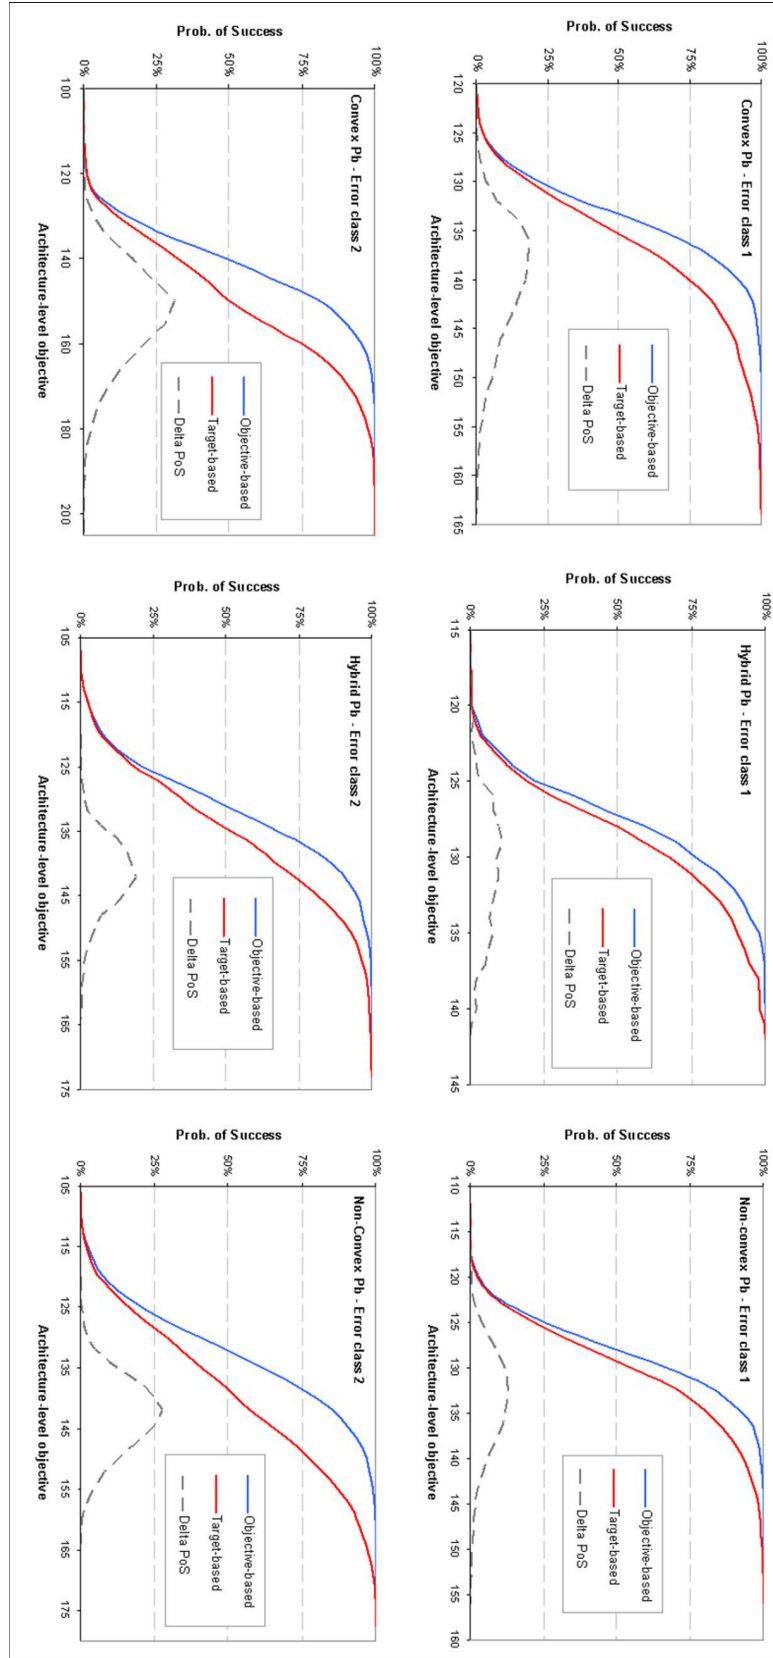 Convex Pb - Error class 1
Prob. of Success
100%
75%
50%
25%
0%
120
125
130
135
140
145
150
155
160
165
Architecture-level objective
Objective-based
Target-based
Delta PoS
Hybrid Pb - Error class 1
Prob. of Success
100%
75%
50%
25%
0%
115
120
125
130
135
140
145
Architecture-level objective
Objective-based
Target-based
Delta PoS
Non-convex Pb - Error class 1
Prob. of Success
100%
75%
50%
25%
0%
110
115
120
125
130
135
140
145
150
155
160
Architecture-level objective
Objective-based
Target-based
Delta PoS
Convex Pb - Error class 2
Prob. of Success
100%
75%
50%
25%
0%
100
120
140
160
180
200
Architecture-level objective
Objective-based
Target-based
Delta PoS
Hybrid Pb - Error class 2
Prob. of Success
100%
75%
50%
25%
0%
105
115
125
135
145
155
165
175
Architecture-level objective
Objective-based
Target-based
Delta PoS
Non-Convex Pb - Error class 2
Prob. of Success
100%
75%
50%
25%
0%
105
115
125
135
145
155
165
175
Architecture-level objective
Objective-based
Target-based
Delta PoS